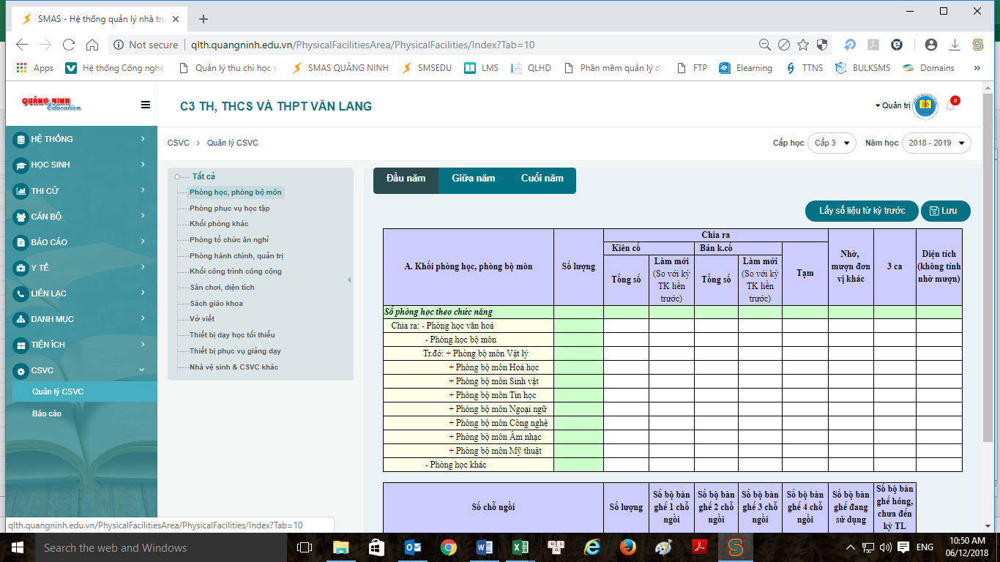 SMAS - Hệ thống quản lý nhà trư
Not secure
qlth.quangninh.edu.vn/PhysicalFacilitiesArea/PhysicalFacilities/Index?Tab=10
Apps
Hệ thống Công nghệ
Quản lý thu chi học s
SMAS QUẢNG NINH
SMSEDU
LMS
QLHD
Phần mềm quản lý dc
FTP
Elearning
TTNS
BULKSMS
Domains
»
QUẢNG NINH
Education
C3 TH, THCS VÀ THPT VĂN LANG
Quản trị
0
HỆ THỐNG
HỌC SINH
THI CỬ
CÁN BỘ
BÁO CÁO
Y TẾ
LIÊN LẠC
DANH MỤC
TIỆN ÍCH
CSVC
Quản lý CSVC
Báo cáo
CSVC > Quản lý CSVC
Cấp học
Cấp 3
Năm học
2018 - 2019
Tất cả
Phòng học, phòng bộ môn
Phòng phục vụ học tập
Khối phòng khác
Phòng tổ chức ăn nghỉ
Phòng hành chính, quản trị
Khối công trình công cộng
Sân chơi, diện tích
Sách giáo khoa
Vở viết
Thiết bị dạy học tối thiểu
Thiết bị phục vụ giảng dạy
Nhà vệ sinh & CSVC khác
Đầu năm
Giữa năm
Cuối năm
Lấy số liệu từ kỳ trước
Lưu
A. Khối phòng học, phòng bộ môn
Số lượng
Chia ra
Kiên cố
Bán k.cố
Tổng số
Làm mới
(So với kỳ
TK liền
trước)
Tổng số
Làm mới
(So với kỳ
TK liền
trước)
Tạm
Nhờ,
mượn đơn
vị khác
3 ca
Diện tích
(không tính
nhờ mượn)
Số phòng học theo chức năng
Chia ra: - Phòng học văn hoá
- Phòng học bộ môn
Tr.đó: + Phòng bộ môn Vật lý
+ Phòng bộ môn Hoá học
+ Phòng bộ môn Sinh vật
+ Phòng bộ môn Tin học
+ Phòng bộ môn Ngoại ngữ
+ Phòng bộ môn Công nghệ
+ Phòng bộ môn Âm nhạc
+ Phòng bộ môn Mỹ thuật
- Phòng học khác
Số chỗ ngồi
Số lượng
Số bộ bàn
ghế 1 chỗ
ngồi
Số bộ bàn
ghế 2 chỗ
ngồi
Số bộ bàn
ghế 3 chỗ
ngồi
Số bộ bàn
ghế 4 chỗ
ngồi
Số bộ bàn
ghế đang
sử dụng
Số bộ bàn
ghế hỏng,
chưa đến
kỳ TL
qlth.quangninh.edu.vn/PhysicalFacilitiesArea/PhysicalFacilities/Index?Tab=10
Search the web and Windows
ENG
10:50 AM
06/12/2018